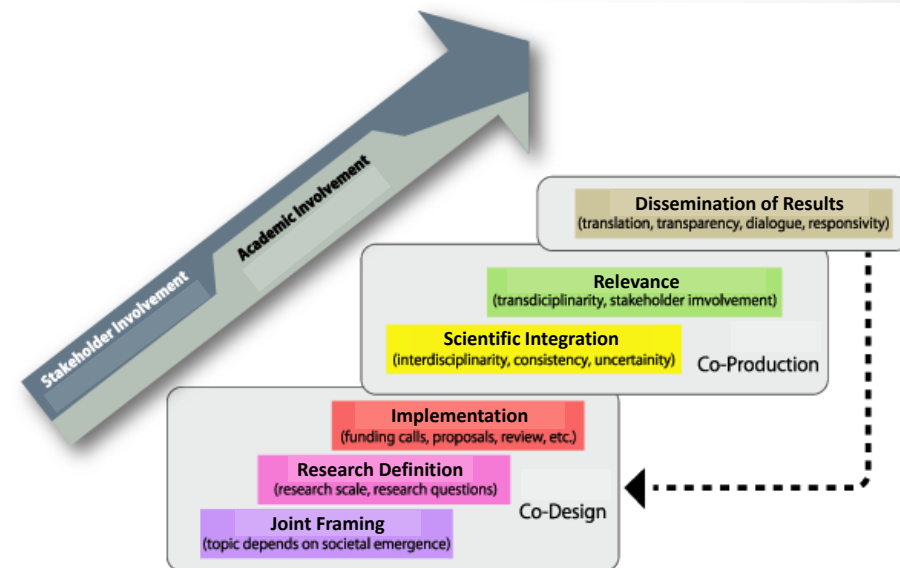 Stakeholder Involvement
Academic Involvement
Dissemination of Results
(translation, transparency, dialogue, responsivity)
Relevance
(transdiciplinarity, stakeholder imvolvement)
Scientific Integration
(interdisciplinarity, consistency, uncertainity)
Co-Production
Implementation
(funding calls, proposals, review, etc.)
Research Definition
(research scale, research questions)
Co-Design
Joint Framing
(topic depends on societal emergence)